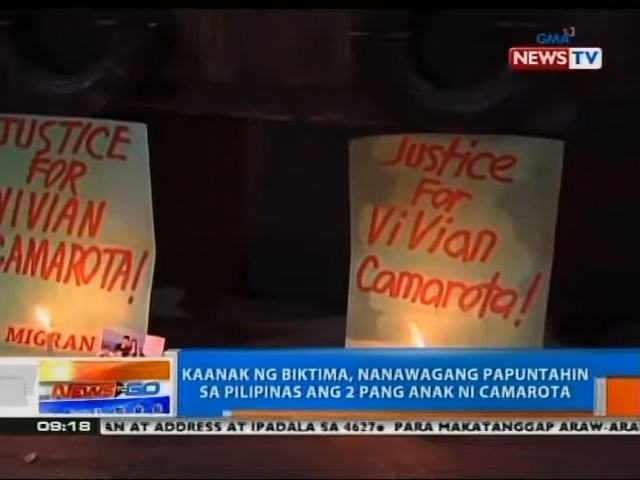 GMA
NEWS TV
JUSTICE
FOR
VIVIAN
CAMAROTA!
MIGRAN
Justice
For
ViVian
Camarota!
KAANAK NG BIKTIMA, NANAWAGANG PAPUNTAHIN
SA PILIPINAS ANG 2 PANG ANAK NI CAMAROTA
NEWS TO GO
09:18
AN AT ADDRESS AT IPADALA SA 4627 • PARA MAKATANGGAP ARAW-ARA